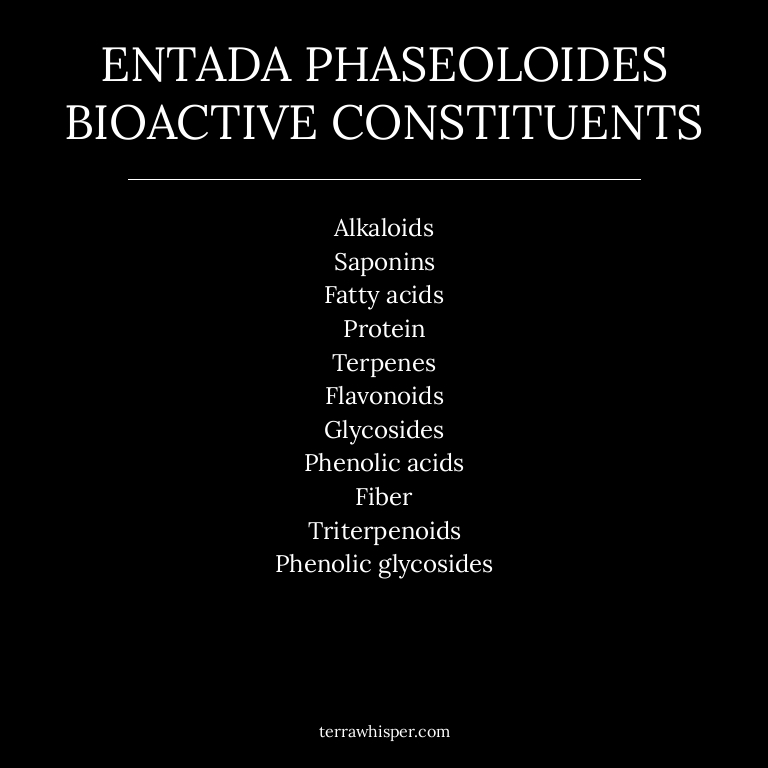 ENTADA PHASEOLOIDES
BIOACTIVE CONSTITUENTS
Alkaloids
Saponins
Fatty acids
Protein
Terpenes
Flavonoids
Glycosides
Phenolic acids
Fiber
Triterpenoids
Phenolic glycosides
terrawhisper.com